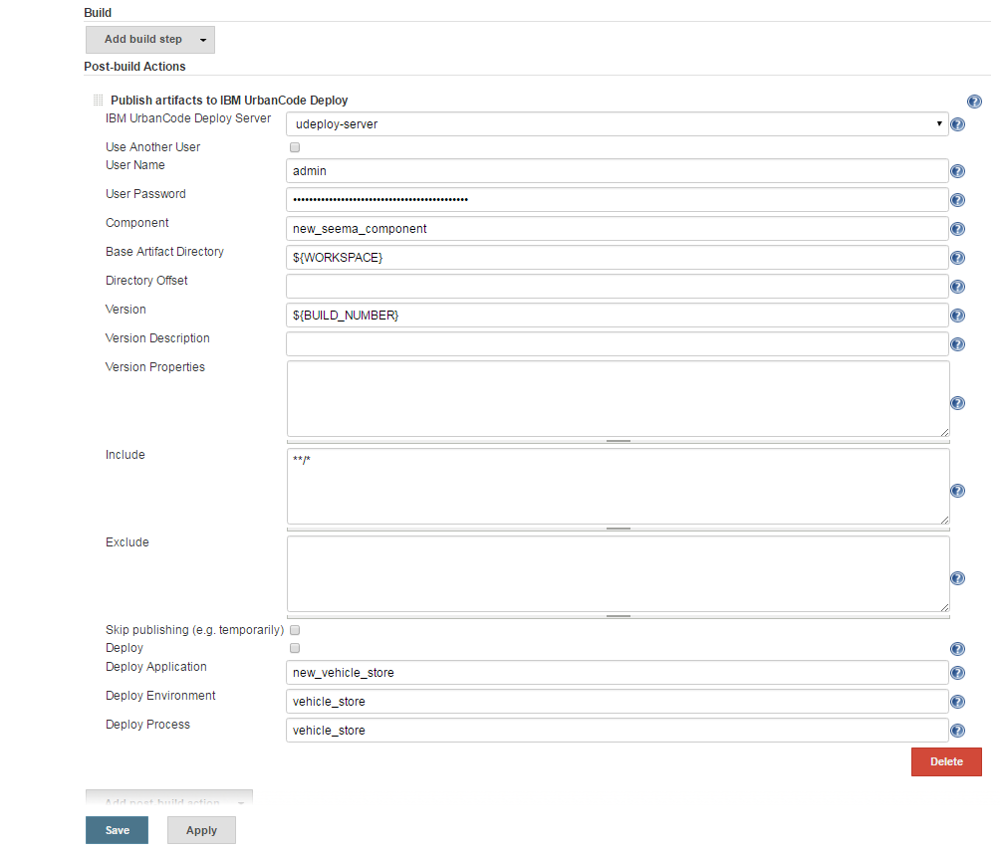 Build
Add build step
Post-build Actions
Publish artifacts to IBM UrbanCode Deploy
IBM UrbanCode Deploy Server
udeploy-server
Use Another User
User Name
admin
User Password
••••••••••••••••••••••••••••••••••••••••••••
Component
new_seema_component
Base Artifact Directory
${WORKSPACE}
Directory Offset
Version
${BUILD_NUMBER}
Version Description
Version Properties
Include
**/*
Exclude
Skip publishing (e.g. temporarily)
Deploy
Deploy Application
new_vehicle_store
Deploy Environment
vehicle_store
Deploy Process
vehicle_store
Delete
Add post-build action
Save
Apply